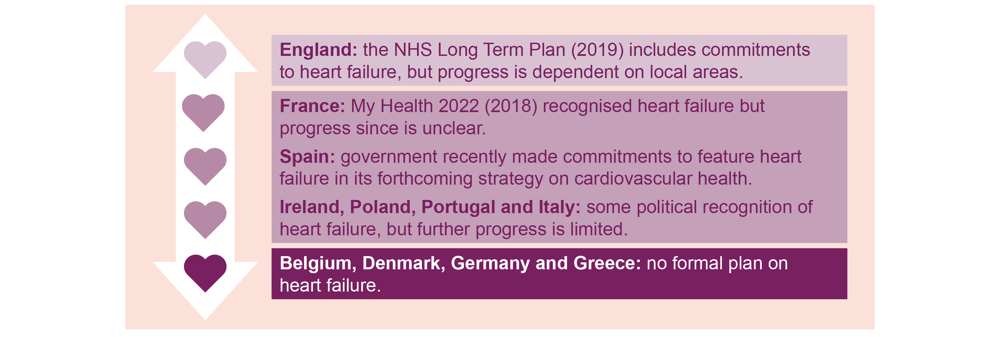 England: the NHS Long Term Plan (2019) includes commitments
to heart failure, but progress is dependent on local areas.
France: My Health 2022 (2018) recognised heart failure but
progress since is unclear.
Spain: government recently made commitments to feature heart
failure in its forthcoming strategy on cardiovascular health.
Ireland, Poland, Portugal and Italy: some political recognition of
heart failure, but further progress is limited.
Belgium, Denmark, Germany and Greece: no formal plan on
heart failure.